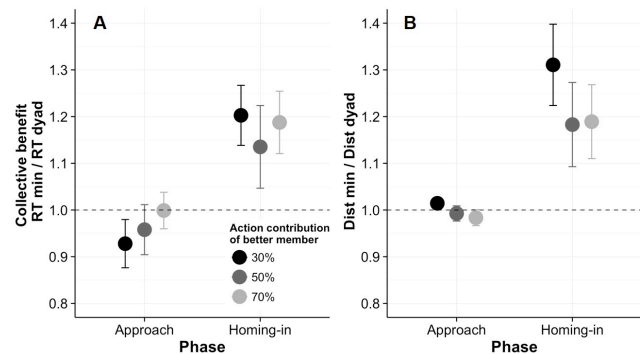 A
Collective benefit
RT min / RT dyad
1.4
1.3
1.2
1.1
1.0
0.9
0.8
Action contribution
of better member
30%
50%
70%
Approach
Homing-in
Phase
B
Dist min / Dist dyad
1.4
1.3
1.2
1.1
1.0
0.9
0.8
Approach
Homing-in
Phase